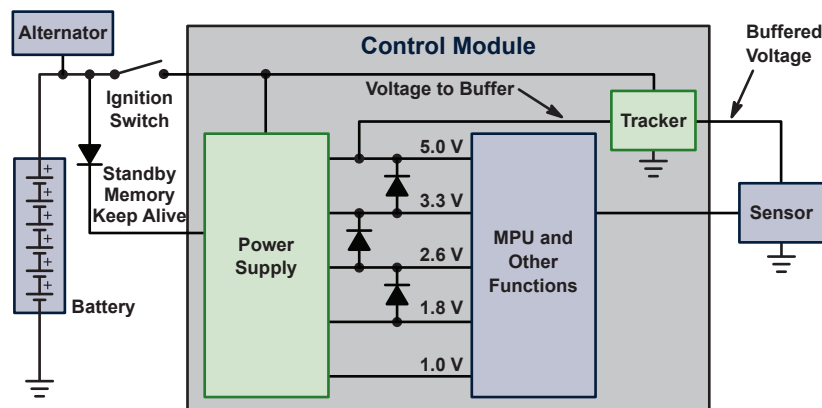 Alternator
Control Module
Buffered
Voltage
Ignition
Switch
Voltage to Buffer
Tracker
Standby
Memory
Keep Alive
5.0 V
3.3 V
2.6 V
1.8 V
1.0 V
Power
Supply
MPU and
Other
Functions
Sensor
Battery
+
+
+
+
+
+